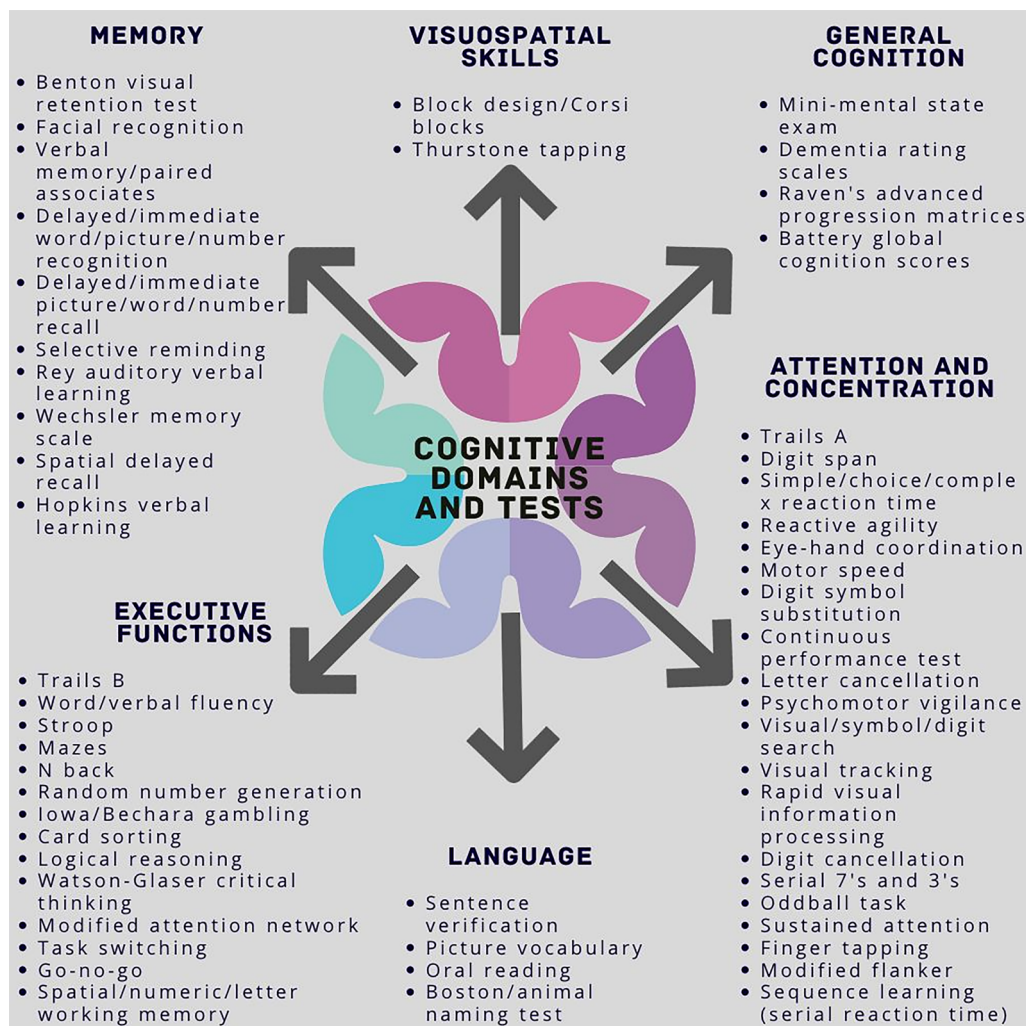 MEMORY
• Benton visual
retention test
• Facial recognition
• Verbal
memory/paired
associates
• Delayed/immediate
word/picture/number
recognition
• Delayed/immediate
picture/word/number
recall
• Selective reminding
• Rey auditory verbal
learning
• Wechsler memory
scale
• Spatial delayed
recall
• Hopkins verbal
learning
VISUOSPATIAL
SKILLS
• Block design/Corsi
blocks
• Thurstone tapping
GENERAL
COGNITION
• Mini-mental state
exam
• Dementia rating
scales
• Raven's advanced
progression matrices
• Battery global
cognition scores
COGNITIVE
DOMAINS
AND TESTS
ATTENTION AND
CONCENTRATION
• Trails A
• Digit span
• Simple/choice/comple
x reaction time
• Reactive agility
• Eye-hand coordination
• Motor speed
• Digit symbol
substitution
• Continuous
performance test
• Letter cancellation
• Psychomotor vigilance
• Visual/symbol/digit
search
• Visual tracking
• Rapid visual
information
processing
• Digit cancellation
• Serial 7's and 3's
• Oddball task
• Sustained attention
• Finger tapping
• Modified flanker
• Sequence learning
(serial reaction time)
EXECUTIVE
FUNCTIONS
• Trails B
• Word/verbal fluency
• Stroop
• Mazes
• N back
• Random number generation
• Iowa/Bechara gambling
• Card sorting
• Logical reasoning
• Watson-Glaser critical
thinking
• Modified attention network
• Task switching
• Go-no-go
• Spatial/numeric/letter
working memory
LANGUAGE
• Sentence
verification
• Picture vocabulary
• Oral reading
• Boston/animal
naming test